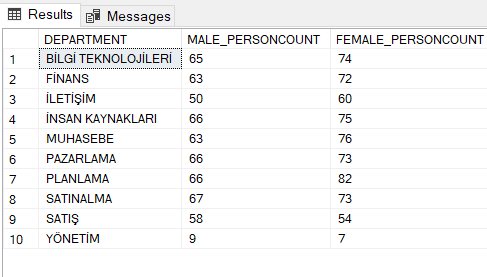 Results Messages
DEPARTMENT MALE_PERSONCOUNT FEMALE_PERSONCOUNT
1 BİLGİ TEKNOLOJİLERİ 65 74
2 FİNANS 63 72
3 İLETİŞİM 50 60
4 İNSAN KAYNAKLARI 66 75
5 MUHASEBE 63 76
6 PAZARLAMA 66 73
7 PLANLAMA 66 82
8 SATINALMA 67 73
9 SATIŞ 58 54
10 YÖNETİM 9 7